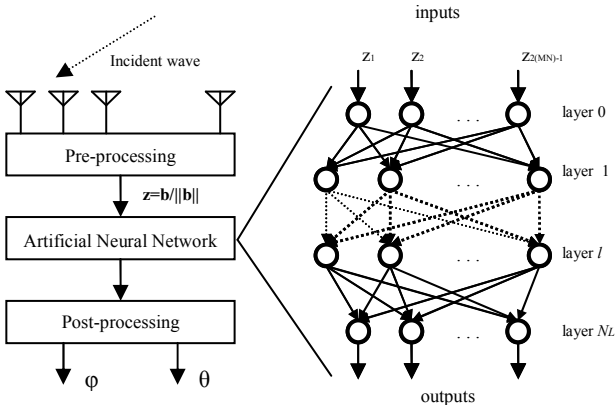 Incident wave
Pre-processing
z=b/||b||
Artificial Neural Network
Post-processing
φ θ
inputs
z1 z2 z2(MN)-1
. . . layer 0
. . . layer 1
. . . layer l
. . . layer NL
outputs